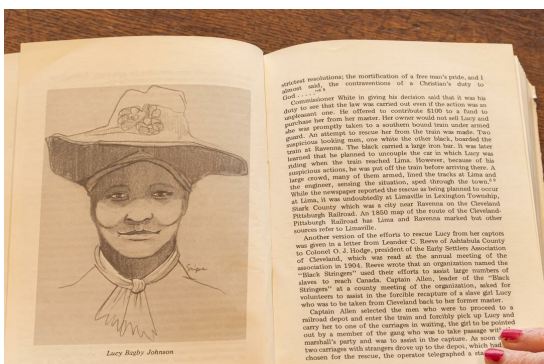 strictest resolutions; the mortification of a free man's pride, and I
almost said, the contraventions of a Christian's duty to
God . . . .
Commissioner White in giving his decision said that it was his
duty to see that the law was carried out even if the action was an
unpleasant one. He offered to contribute $100 to a fund to
purchase her from her master. Her owner would not sell Lucy and
she was promptly taken to a southern bound train under armed
guard. An attempt to rescue her from the train was made. Two
suspicious looking men, one white the other black, boarded the
train at Ravenna. The black carried a large iron bar. It was later
learned that he planned to uncouple the car in which Lucy was
riding when the train reached Lima. However, because of his
suspicious actions, he was put off the train before arriving there. A
large crowd, many of them armed, lined the tracks at Lima and
the engineer, sensing the situation, sped through the town.
While the newspaper reported the rescue as being planned to occur
at Lima, it was undoubtedly at Limaville in Lexington Township,
Stark County which was a city near Ravenna on the Cleveland
Pittsburgh Railroad. An 1850 map of the route of the Cleveland-
Pittsburgh Railroad has Lima and Ravenna marked but other
sources refer to Limaville.
Another version of the efforts to rescue Lucy from her captors
was given in a letter from Leander C. Reeve of Ashtabula County
to Colonel O. J. Hodge, president of the Early Settlers Association
of Cleveland, which was read at the annual meeting of the
association in 1904. Reeve wrote that an organization named the
"Black Stringers" used their efforts to assist large numbers of
slaves to reach Canada. Captain Allen, leader of the "Black
Stringers" at a county meeting of the organization, asked for
volunteers to assist in the forcible recapture of a slave girl Lucy
who was to be taken from Cleveland back to her former master.
Captain Allen selected the men who were to proceed to a
railroad depot and enter the train and forcibly pick up Lucy and
carry her to one of the carriages in waiting, the girl to be pointed
out by a member of the gang who was to take passage with
marshall's party and was to assist in the capture. As soon
two carriages with strangers drove up to the depot, which had
chosen for the rescue, the operator telegraphed a
Lucy Bagby Johnson